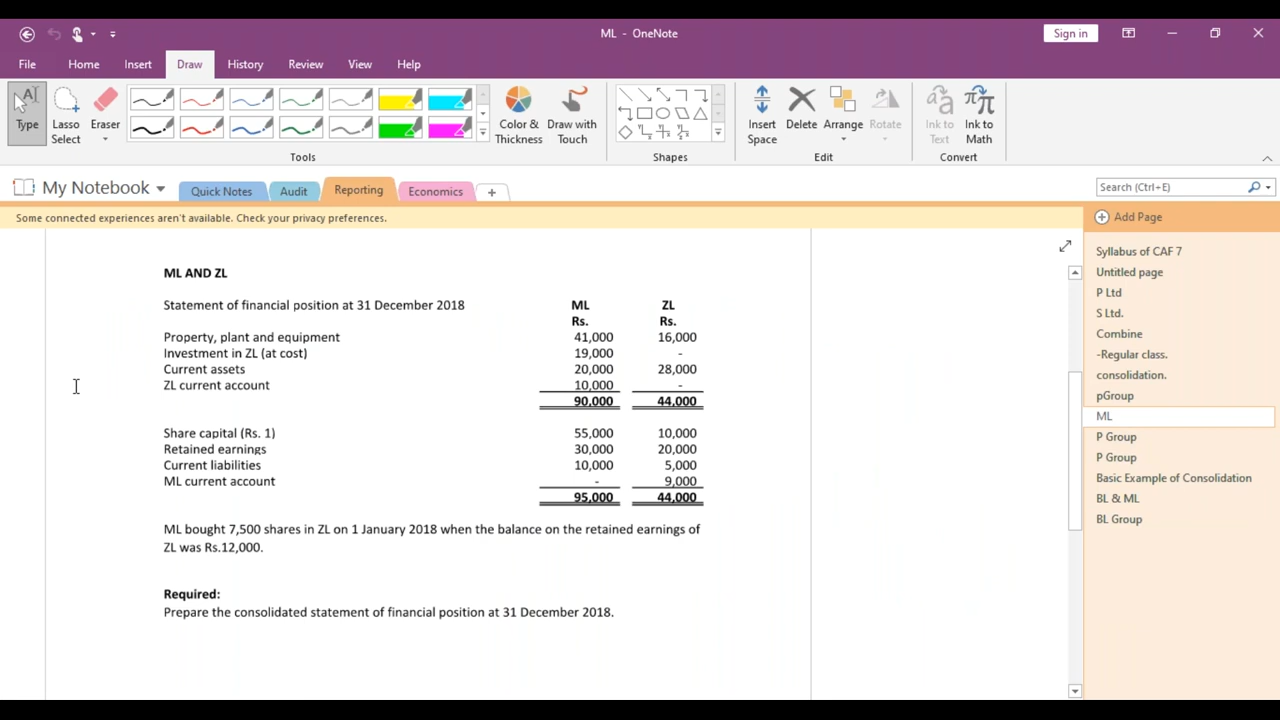 ML - OneNote
Sign in
File Home Insert Draw History Review View Help
Type
Lasso Select
Eraser
Color & Thickness
Draw with Touch
Insert Space
Delete
Arrange
Rotate
Ink to Text
Ink to Math
Tools
Shapes
Edit
Convert
My Notebook
Quick Notes Audit Reporting Economics
Search (Ctrl+E)
Some connected experiences aren't available. Check your privacy preferences.
Add Page
Syllabus of CAF 7
Untitled page
P Ltd
S Ltd.
Combine
-Regular class.
consolidation.
pGroup
ML
P Group
P Group
Basic Example of Consolidation
BL & ML
BL Group
ML AND ZL
Statement of financial position at 31 December 2018 ML ZL
Rs. Rs.
Property, plant and equipment 41,000 16,000
Investment in ZL (at cost) 19,000 -
Current assets 20,000 28,000
ZL current account 10,000 -
90,000 44,000
Share capital (Rs. 1) 55,000 10,000
Retained earnings 30,000 20,000
Current liabilities 10,000 5,000
ML current account - 9,000
95,000 44,000
ML bought 7,500 shares in ZL on 1 January 2018 when the balance on the retained earnings of
ZL was Rs.12,000.
Required:
Prepare the consolidated statement of financial position at 31 December 2018.